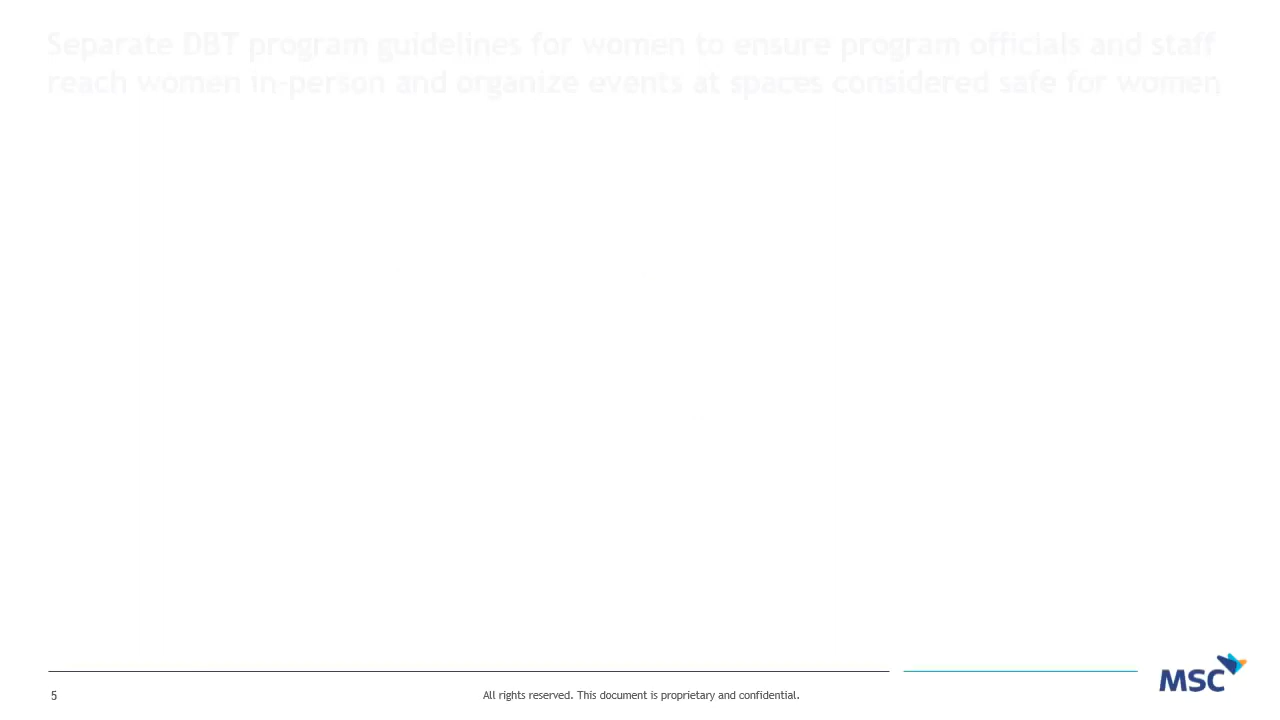 Separate DBT program guidelines for women to ensure program officials and staff
reach women in-person and organize events at spaces considered safe for women
5
All rights reserved. This document is proprietary and confidential.
MSC